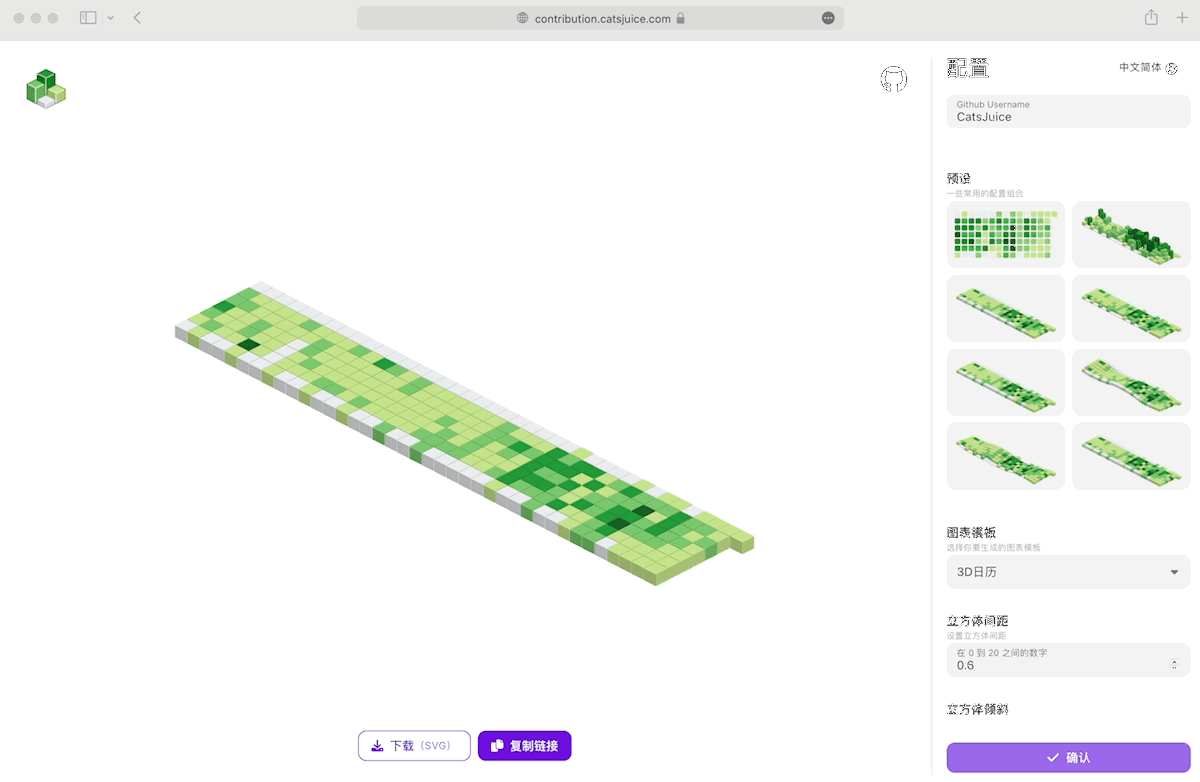 contribution.catsjuice.com
配置
中文简体
Github Username
CatsJuice
预设
一些常用的配置组合
图表模板
选择你要生成的图表模板
3D日历
立方体间距
设置立方体间距
在 0 到 20 之间的数字
0.6
立方体倾斜
下载 (SVG)
复制链接
确认